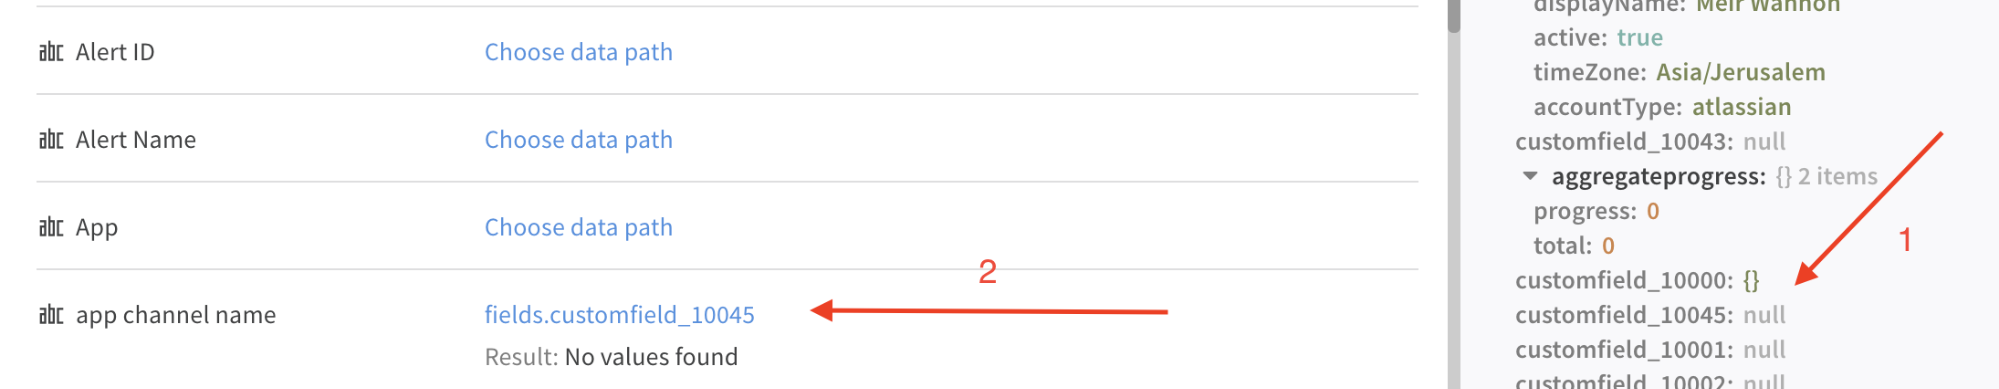 abc Alert ID Choose data path
abc Alert Name Choose data path
abc App Choose data path
2
abc app channel name fields.customfield_10045
Result: No values found
displayName: Meir Wannon
active: true
timeZone: Asia/Jerusalem
accountType: atlassian
customfield_10043: null
aggregateprogress: {} 2 items
progress: 0
1
total: 0
customfield_10000: {}
customfield_10045: null
customfield_10001: null
customfield_10002: null